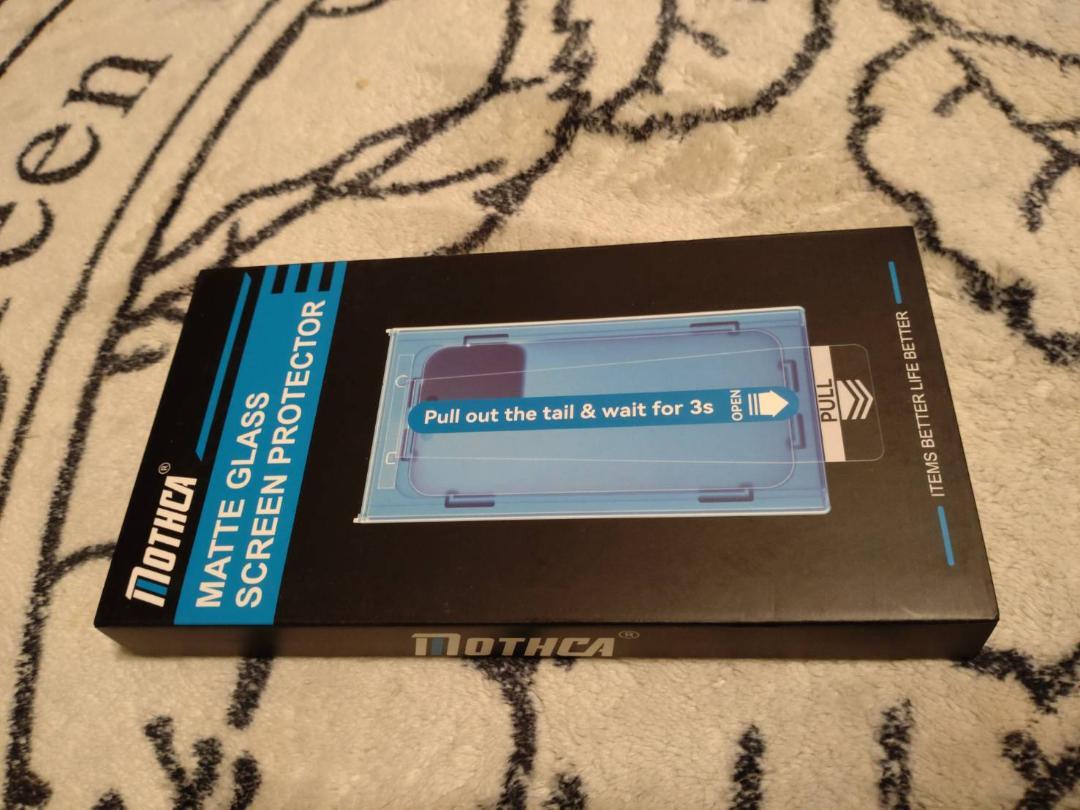 MOTHCA®
MATTE GLASS
SCREEN PROTECTOR
Pull out the tail & wait for 3s
OPEN
PULL
ITEMS BETTER LIFE BETTER
MOTHCA®